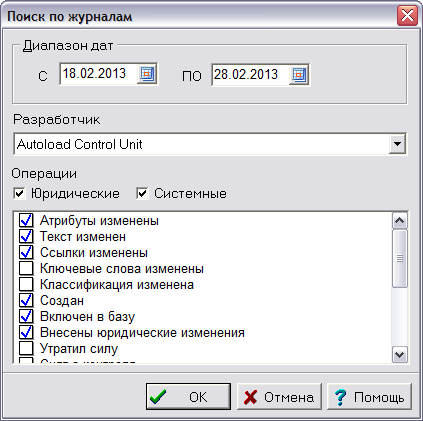 Поиск по журналам
Диапазон дат
С 18.02.2013 ПО 28.02.2013
Разработчик
Autoload Control Unit
Операции
Юридические Системные
Атрибуты изменены
Текст изменен
Ссылки изменены
Ключевые слова изменены
Классификация изменена
Создан
Включен в базу
Внесены юридические изменения
Утратил силу
OK Отмена ? Помощь